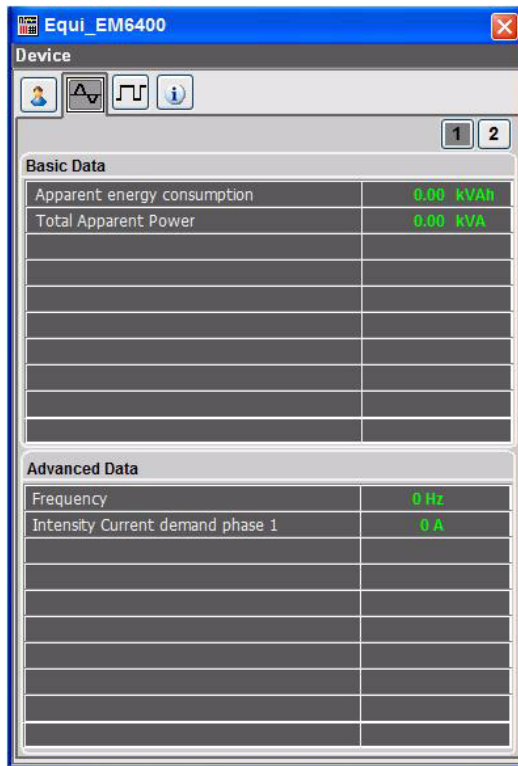 Equi_EM6400
Device
1 2
Basic Data
Apparent energy consumption 0.00 kVAh
Total Apparent Power 0.00 kVA
Advanced Data
Frequency 0 Hz
Intensity Current demand phase 1 0 A